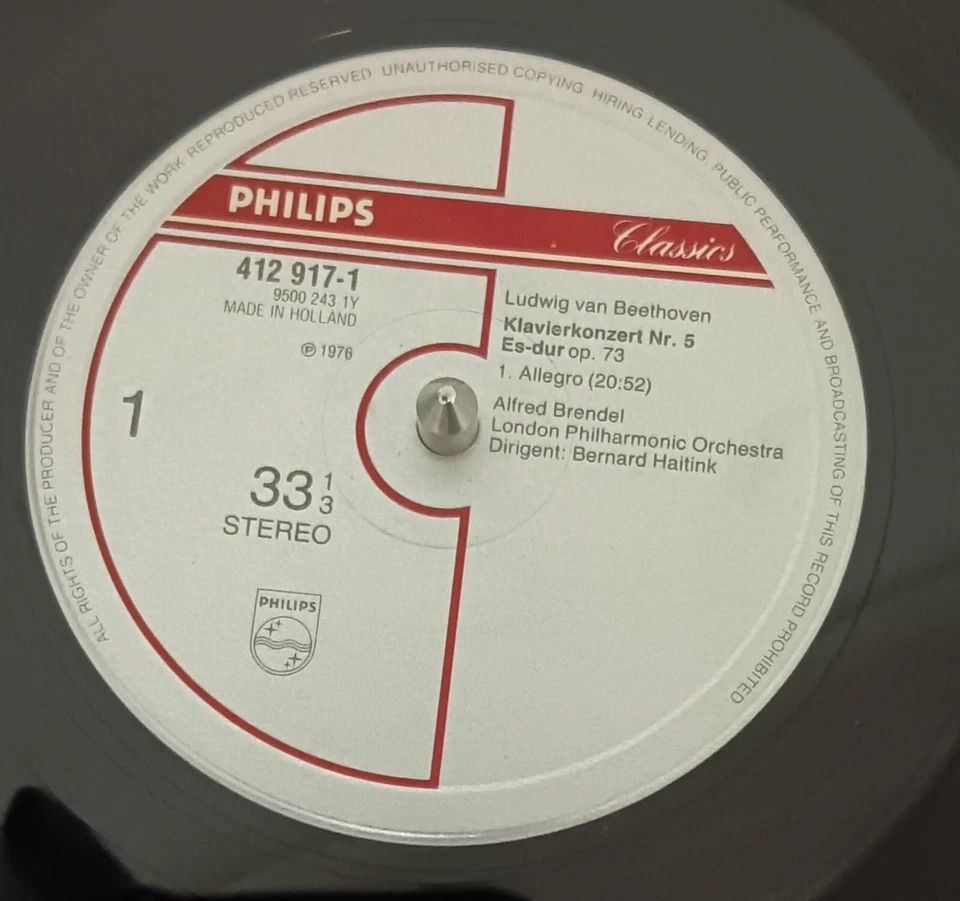 ALL RIGHTS OF THE PRODUCER AND OF THE OWNER OF THE WORK REPRODUCED RESERVED UNAUTHORISED COPYING HIRING LENDING PUBLIC PERFORMANCE AND BROADCASTING OF THIS RECORD PROHIBITED
PHILIPS
Classics
412 917-1
9500 243 1Y
MADE IN HOLLAND
℗ 1976
1
33 1/3
STEREO
PHILIPS
Ludwig van Beethoven
Klavierkonzert Nr. 5
Es-dur op. 73
1. Allegro (20:52)
Alfred Brendel
London Philharmonic Orchestra
Dirigent: Bernard Haitink